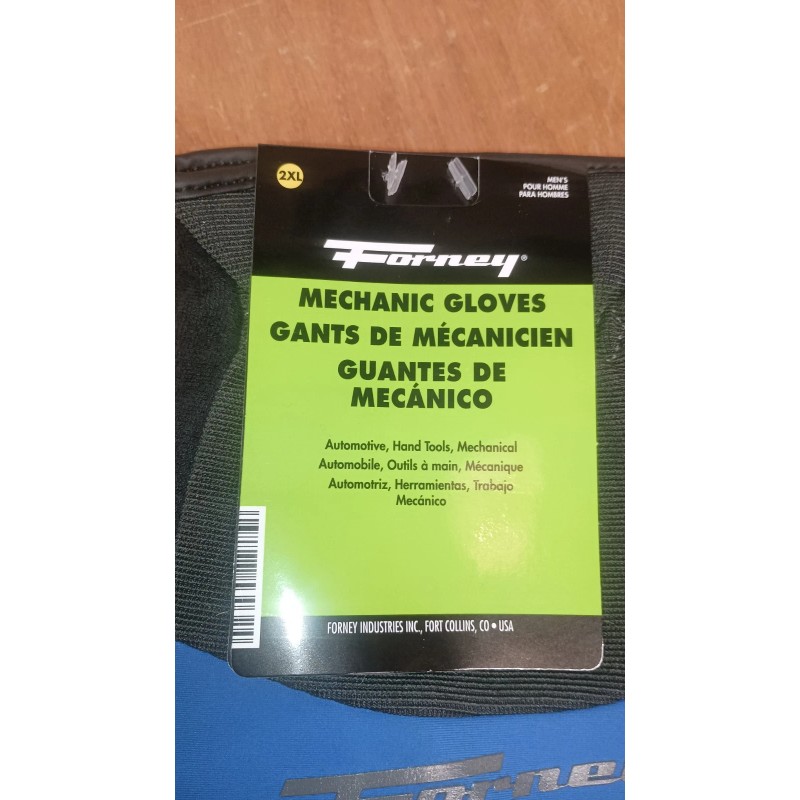 2XL
MEN'S
POUR HOMME
PARA HOMBRES
Forney®
MECHANIC GLOVES
GANTS DE MÉCANICIEN
GUANTES DE
MECÁNICO
Automotive, Hand Tools, Mechanical
Automobile, Outils à main, Mécanique
Automotriz, Herramientas, Trabajo
Mecánico
FORNEY INDUSTRIES INC., FORT COLLINS, CO • USA
Forney